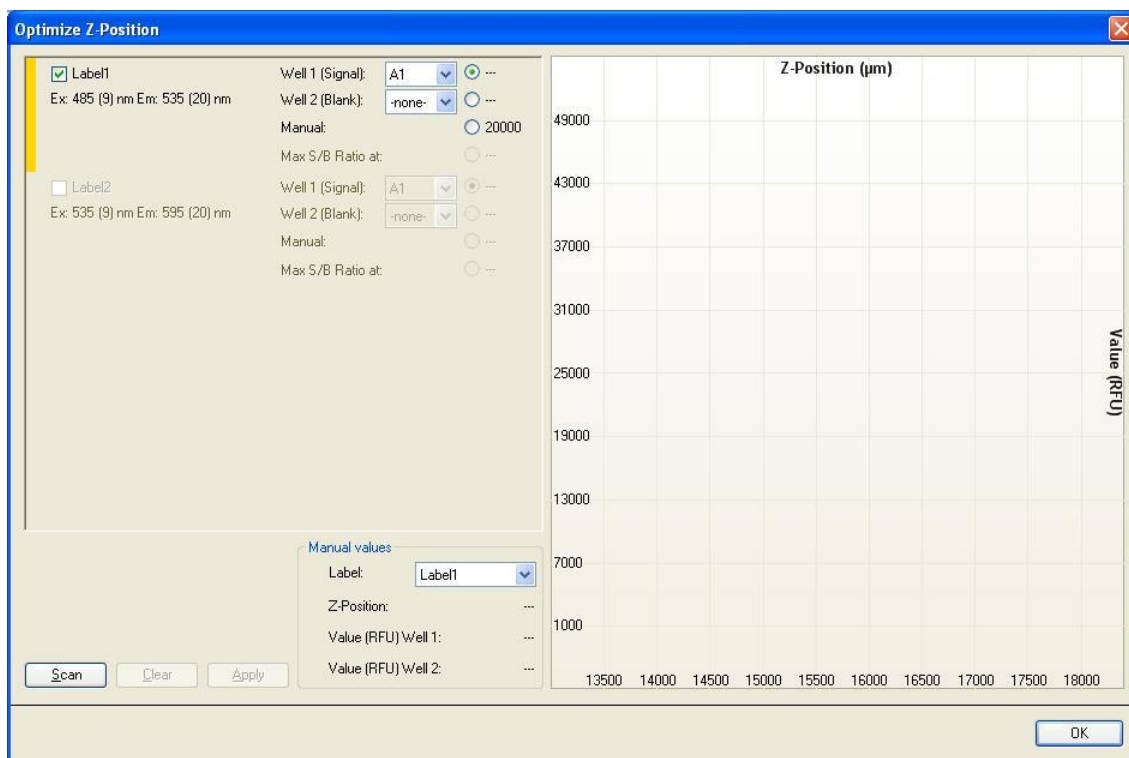 Optimize Z-Position
Label1
Ex: 485 (9) nm Em: 535 (20) nm
Well 1 (Signal): A1 ---
Well 2 (Blank): -none- ---
Manual: 20000
Max S/B Ratio at: ---
Label2
Ex: 535 (9) nm Em: 595 (20) nm
Well 1 (Signal): A1 ---
Well 2 (Blank): -none- ---
Manual: ---
Max S/B Ratio at: ---
Manual values
Label: Label1
Z-Position: ---
Value (RFU) Well 1: ---
Value (RFU) Well 2: ---
Scan Clear Apply
Z-Position (µm)
49000
43000
37000
31000
25000
19000
13000
7000
1000
Value (RFU)
13500 14000 14500 15000 15500 16000 16500 17000 17500 18000
OK